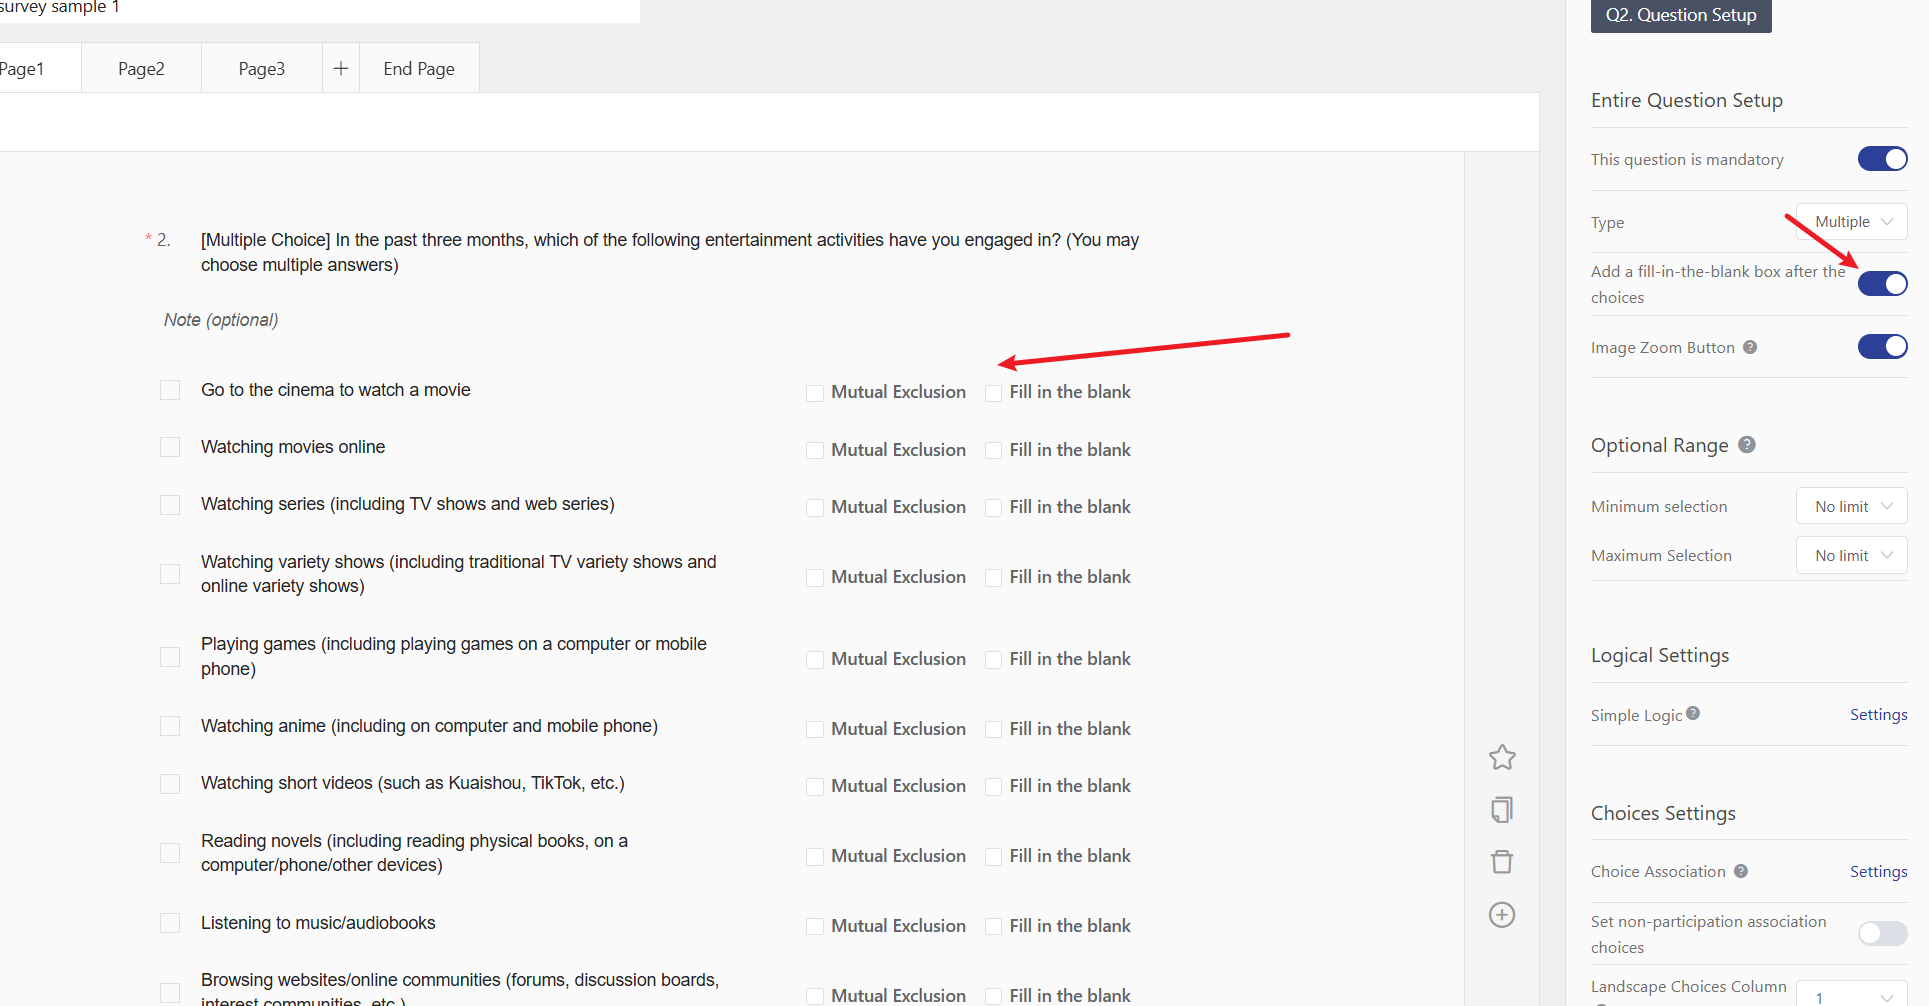 survey sample 1
Page1
Page2
Page3
End Page
* 2.
[Multiple Choice] In the past three months, which of the following entertainment activities have you engaged in? (You may
choose multiple answers)
Note (optional)
Go to the cinema to watch a movie
Mutual Exclusion
Fill in the blank
Watching movies online
Mutual Exclusion
Fill in the blank
Watching series (including TV shows and web series)
Mutual Exclusion
Fill in the blank
Watching variety shows (including traditional TV variety shows and
online variety shows)
Mutual Exclusion
Fill in the blank
Playing games (including playing games on a computer or mobile
phone)
Mutual Exclusion
Fill in the blank
Watching anime (including on computer and mobile phone)
Mutual Exclusion
Fill in the blank
Watching short videos (such as Kuaishou, TikTok, etc.)
Mutual Exclusion
Fill in the blank
Reading novels (including reading physical books, on a
computer/phone/other devices)
Mutual Exclusion
Fill in the blank
Listening to music/audiobooks
Mutual Exclusion
Fill in the blank
Browsing websites/online communities (forums, discussion boards,
interest communities, etc.)
Mutual Exclusion
Fill in the blank
Q2. Question Setup
Entire Question Setup
This question is mandatory
Type
Multiple
Add a fill-in-the-blank box after the
choices
Image Zoom Button ?
Optional Range ?
Minimum selection
No limit
Maximum Selection
No limit
Logical Settings
Simple Logic ?
Settings
Choices Settings
Choice Association ?
Settings
Set non-participation association
choices
Landscape Choices Column
1